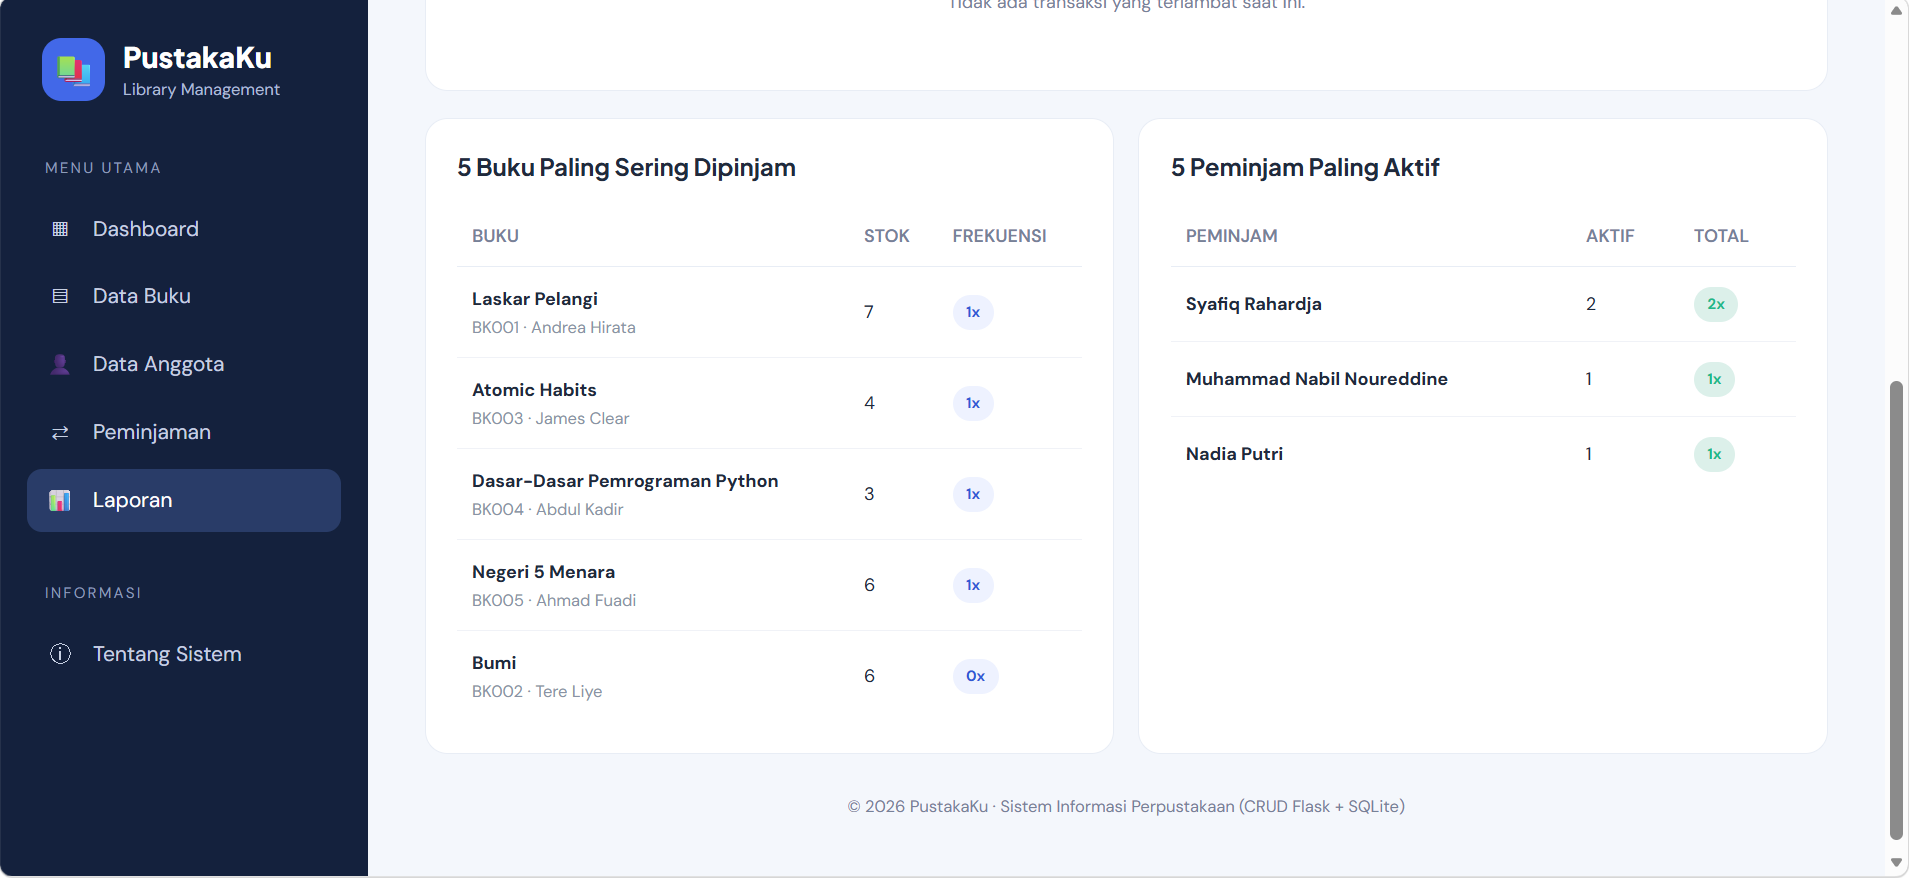 PustakaKu
Library Management
MENU UTAMA
Dashboard
Data Buku
Data Anggota
Peminjaman
Laporan
INFORMASI
Tentang Sistem
Tidak ada transaksi yang terlambat saat ini.
5 Buku Paling Sering Dipinjam
BUKU STOK FREKUENSI
Laskar Pelangi
BK001 · Andrea Hirata
7 1x
Atomic Habits
BK003 · James Clear
4 1x
Dasar-Dasar Pemrograman Python
BK004 · Abdul Kadir
3 1x
Negeri 5 Menara
BK005 · Ahmad Fuadi
6 1x
Bumi
BK002 · Tere Liye
6 0x
5 Peminjam Paling Aktif
PEMINJAM AKTIF TOTAL
Syafiq Rahardja 2 2x
Muhammad Nabil Noureddine 1 1x
Nadia Putri 1 1x
© 2026 PustakaKu · Sistem Informasi Perpustakaan (CRUD Flask + SQLite)